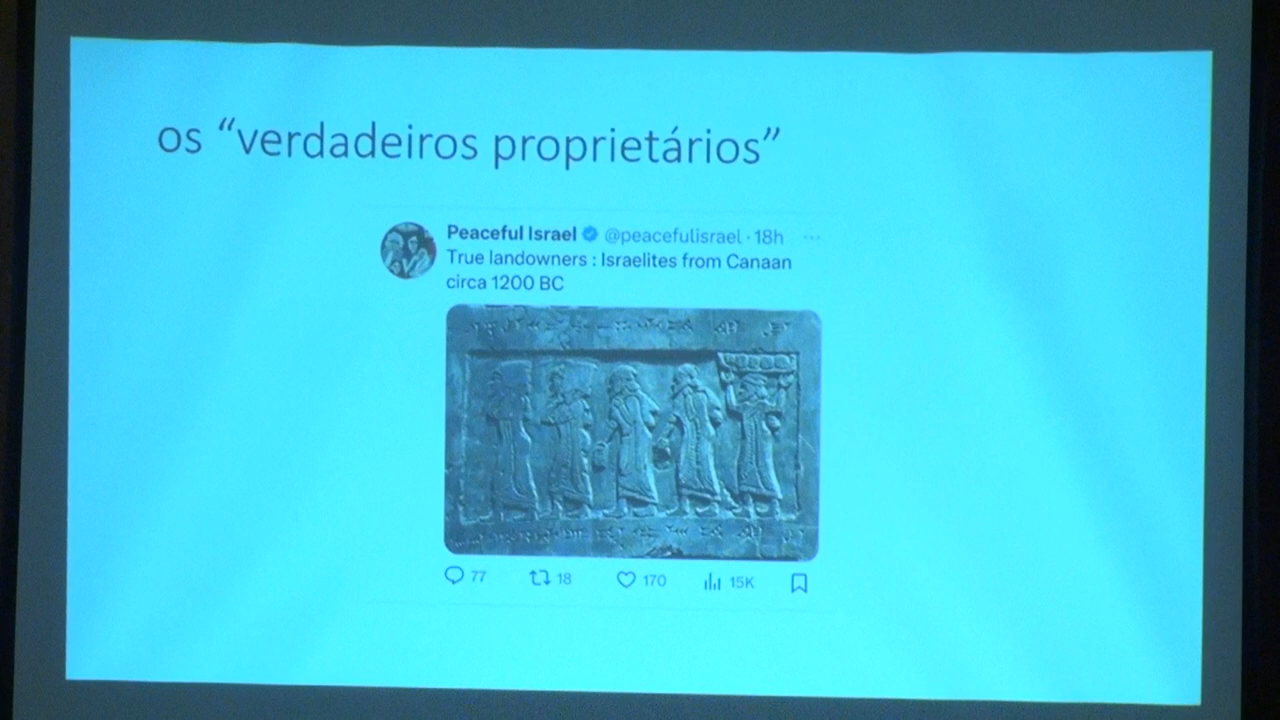 os “verdadeiros proprietários”
Peaceful Israel @peacefulisrael · 18h ...
True landowners : Israelites from Canaan
circa 1200 BC
77 18 170 15K